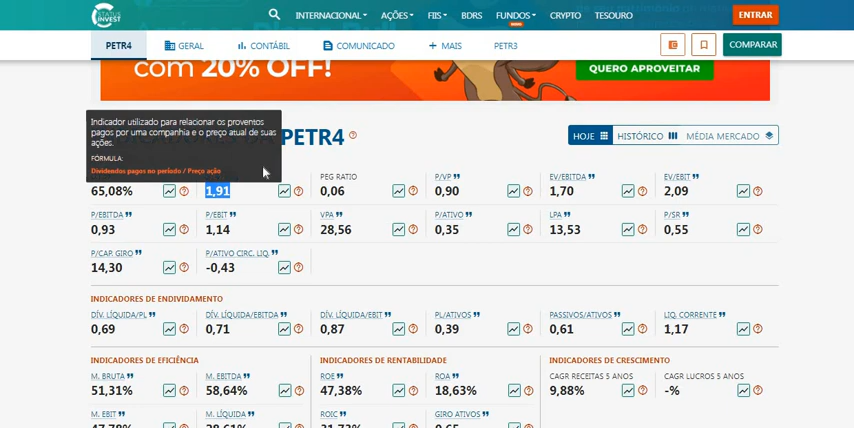 STATUS
INVEST
INTERNACIONAL
AÇÕES
FIIS
BDRS
FUNDOS
CRYPTO
TESOURO
ENTRAR
PETR4
GERAL
CONTÁBIL
COMUNICADO
+ MAIS
PETR3
COMPARAR
com 20% OFF!
QUERO APROVEITAR
Indicador utilizado para relacionar os proventos
pagos por uma companhia e o preço atual de suas
ações.
FÓRMULA:
Dividendos pagos no período / Preço ação
PETR4
HOJE
HISTÓRICO
MÉDIA MERCADO
PEG RATIO
P/VP
EV/EBITDA
EV/EBIT
65,08%
1,91
0,06
0,90
1,70
2,09
P/EBITDA
P/EBIT
VPA
P/ATIVO
LPA
P/SR
0,93
1,14
28,56
0,35
13,53
0,55
P/CAP. GIRO
P/ATIVO CIRC. LIQ.
14,30
-0,43
INDICADORES DE ENDIVIDAMENTO
DÍV. LÍQUIDA/PL
DÍV. LÍQUIDA/EBITDA
DÍV. LÍQUIDA/EBIT
PL/ATIVOS
PASSIVOS/ATIVOS
LIQ. CORRENTE
0,69
0,71
0,87
0,39
0,61
1,17
INDICADORES DE EFICIÊNCIA
INDICADORES DE RENTABILIDADE
INDICADORES DE CRESCIMENTO
M. BRUTA
M. EBITDA
ROE
ROA
CAGR RECEITAS 5 ANOS
CAGR LUCROS 5 ANOS
51,31%
58,64%
47,38%
18,63%
9,88%
-%
M. EBIT
M. LÍQUIDA
ROIC
GIRO ATIVOS